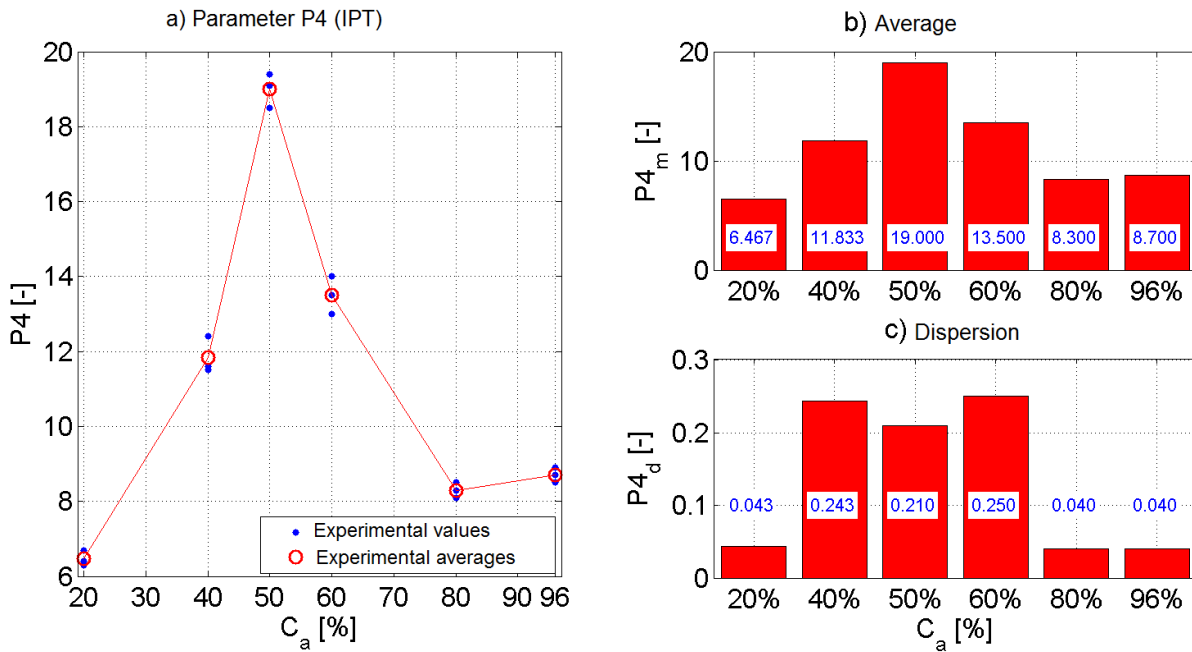 a) Parameter P4 (IPT)
20
18
16
14
12
10
8
6
P4 [-]
20 30 40 50 60 70 80 90 96
C_a [%]
Experimental values
Experimental averages
b) Average
20
10
0
P4_m [-]
6.467 11.833 19.000 13.500 8.300 8.700
20% 40% 50% 60% 80% 96%
c) Dispersion
0.3
0.2
0.1
0
P4_d [-]
0.043 0.243 0.210 0.250 0.040 0.040
20% 40% 50% 60% 80% 96%
C_a [%]